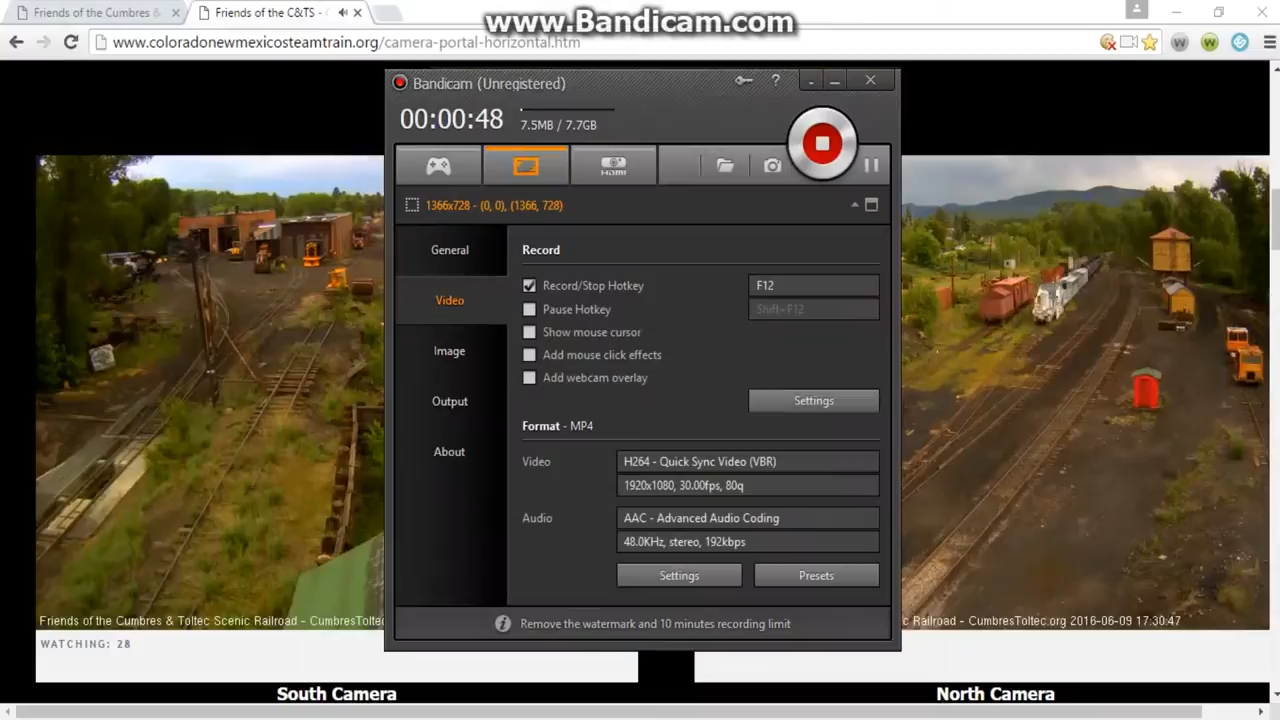 Friends of the Cumbres &
Friends of the C&TS -
www.Bandicam.com
www.coloradonewmexicosteamtrain.org/camera-portal-horizontal.htm
Bandicam (Unregistered)
?
00:00:48
7.5MB / 7.7GB
HDMI
1366x728 - (0, 0), (1366, 728)
General
Video
Image
Output
About
Record
Record/Stop Hotkey
F12
Pause Hotkey
Shift+F12
Show mouse cursor
Add mouse click effects
Add webcam overlay
Settings
Format - MP4
Video
H264 - Quick Sync Video (VBR)
1920x1080, 30.00fps, 80q
Audio
AAC - Advanced Audio Coding
48.0KHz, stereo, 192kbps
Settings
Presets
Remove the watermark and 10 minutes recording limit
Friends of the Cumbres & Toltec Scenic Railroad - CumbresTol
c Railroad - CumbresToltec.org 2016-06-09 17:30:47
WATCHING: 28
South Camera
North Camera